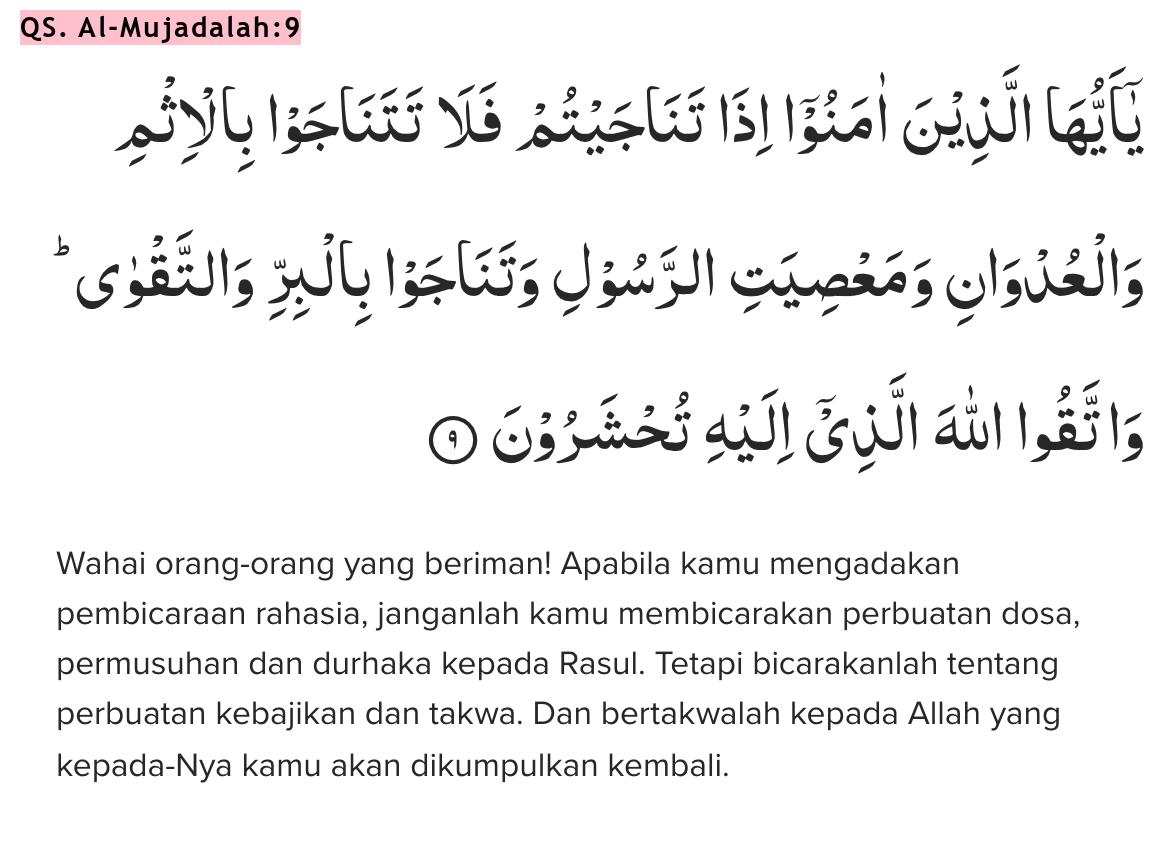 QS. Al-Mujadalah:9
يٰٓاَيُّهَا الَّذِيْنَ اٰمَنُوْٓا اِذَا تَنَاجَيْتُمْ فَلَا تَتَنَاجَوْا بِالْاِثْمِ
وَالْعُدْوَانِ وَمَعْصِيَتِ الرَّسُوْلِ وَتَنَاجَوْا بِالْبِرِّ وَالتَّقْوٰىۗ
وَاتَّقُوا اللّٰهَ الَّذِيْٓ اِلَيْهِ تُحْشَرُوْنَ ٩
Wahai orang-orang yang beriman! Apabila kamu mengadakan
pembicaraan rahasia, janganlah kamu membicarakan perbuatan dosa,
permusuhan dan durhaka kepada Rasul. Tetapi bicarakanlah tentang
perbuatan kebajikan dan takwa. Dan bertakwalah kepada Allah yang
kepada-Nya kamu akan dikumpulkan kembali.